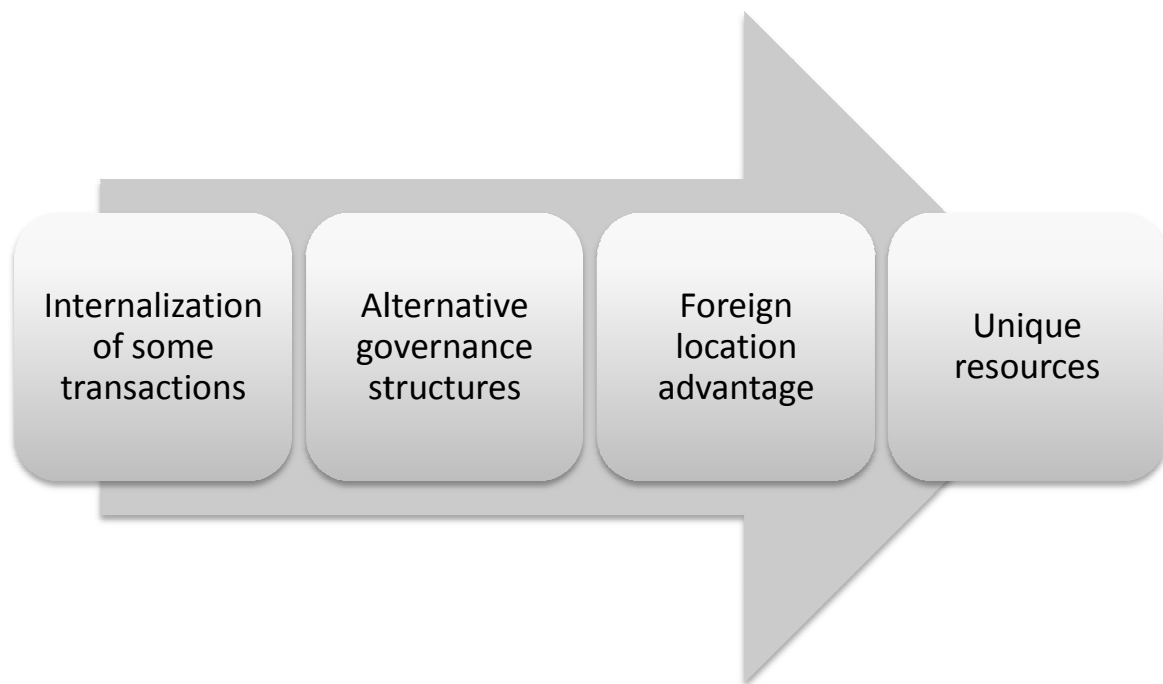 Internalization
of some
transactions
Alternative
governance
structures
Foreign
location
advantage
Unique
resources